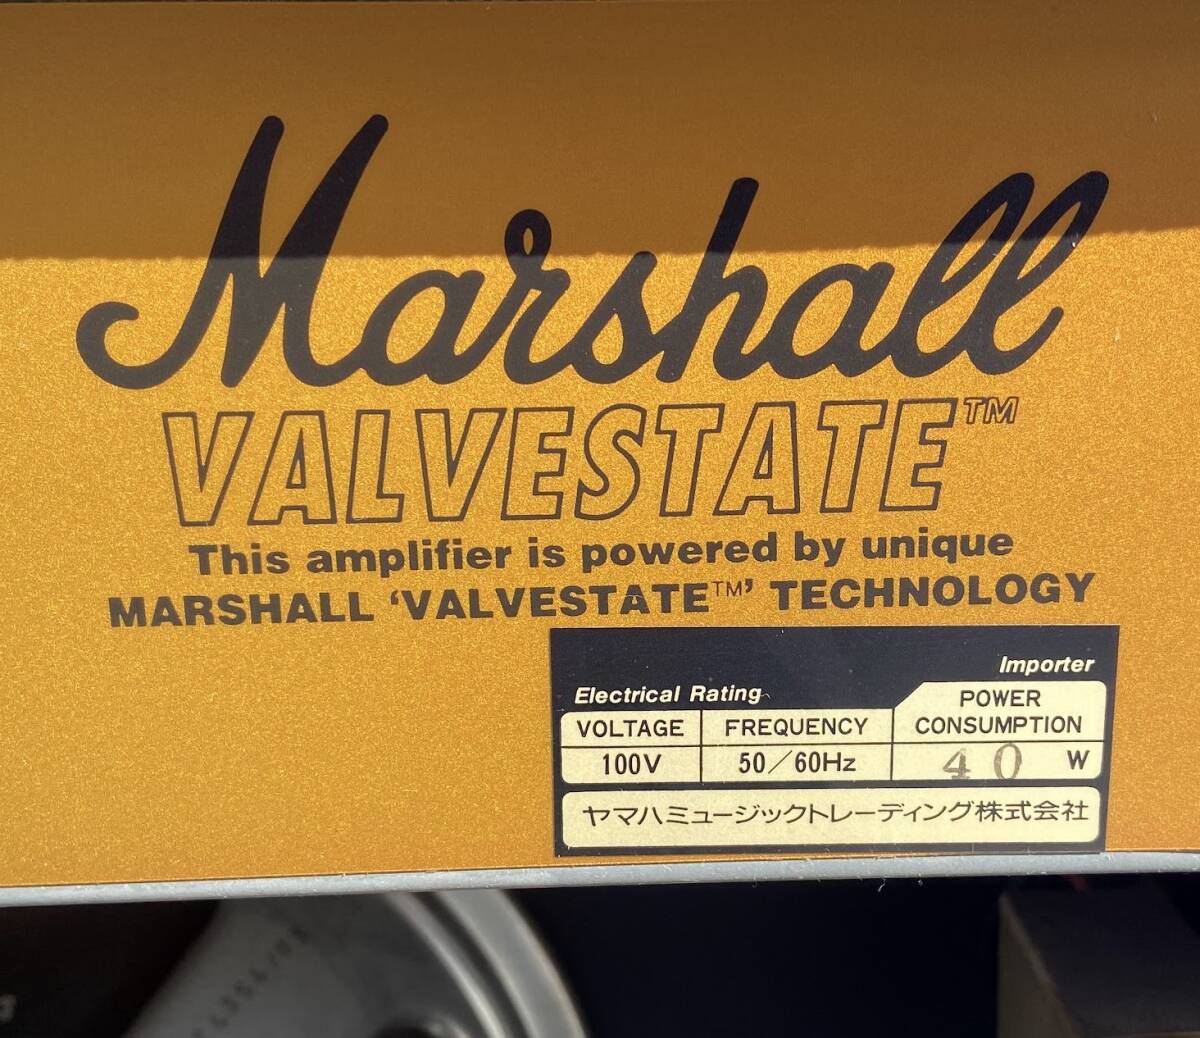 Marshall
VALVESTATE™
This amplifier is powered by unique
MARSHALL 'VALVESTATE™' TECHNOLOGY
Importer
Electrical Rating
VOLTAGE FREQUENCY POWER CONSUMPTION
100V 50/60Hz 40 W
ヤマハミュージックトレーディング株式会社